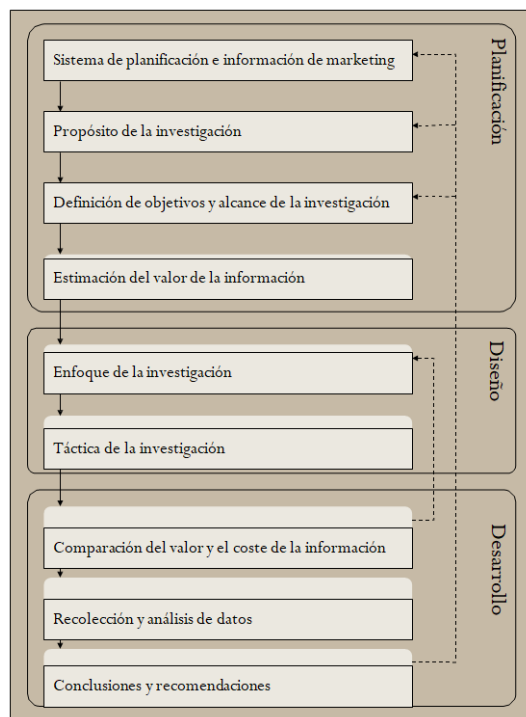 Planificación
Sistema de planificación e información de marketing
Propósito de la investigación
Definición de objetivos y alcance de la investigación
Estimación del valor de la información
Diseño
Enfoque de la investigación
Táctica de la investigación
Desarrollo
Comparación del valor y el coste de la información
Recolección y análisis de datos
Conclusiones y recomendaciones